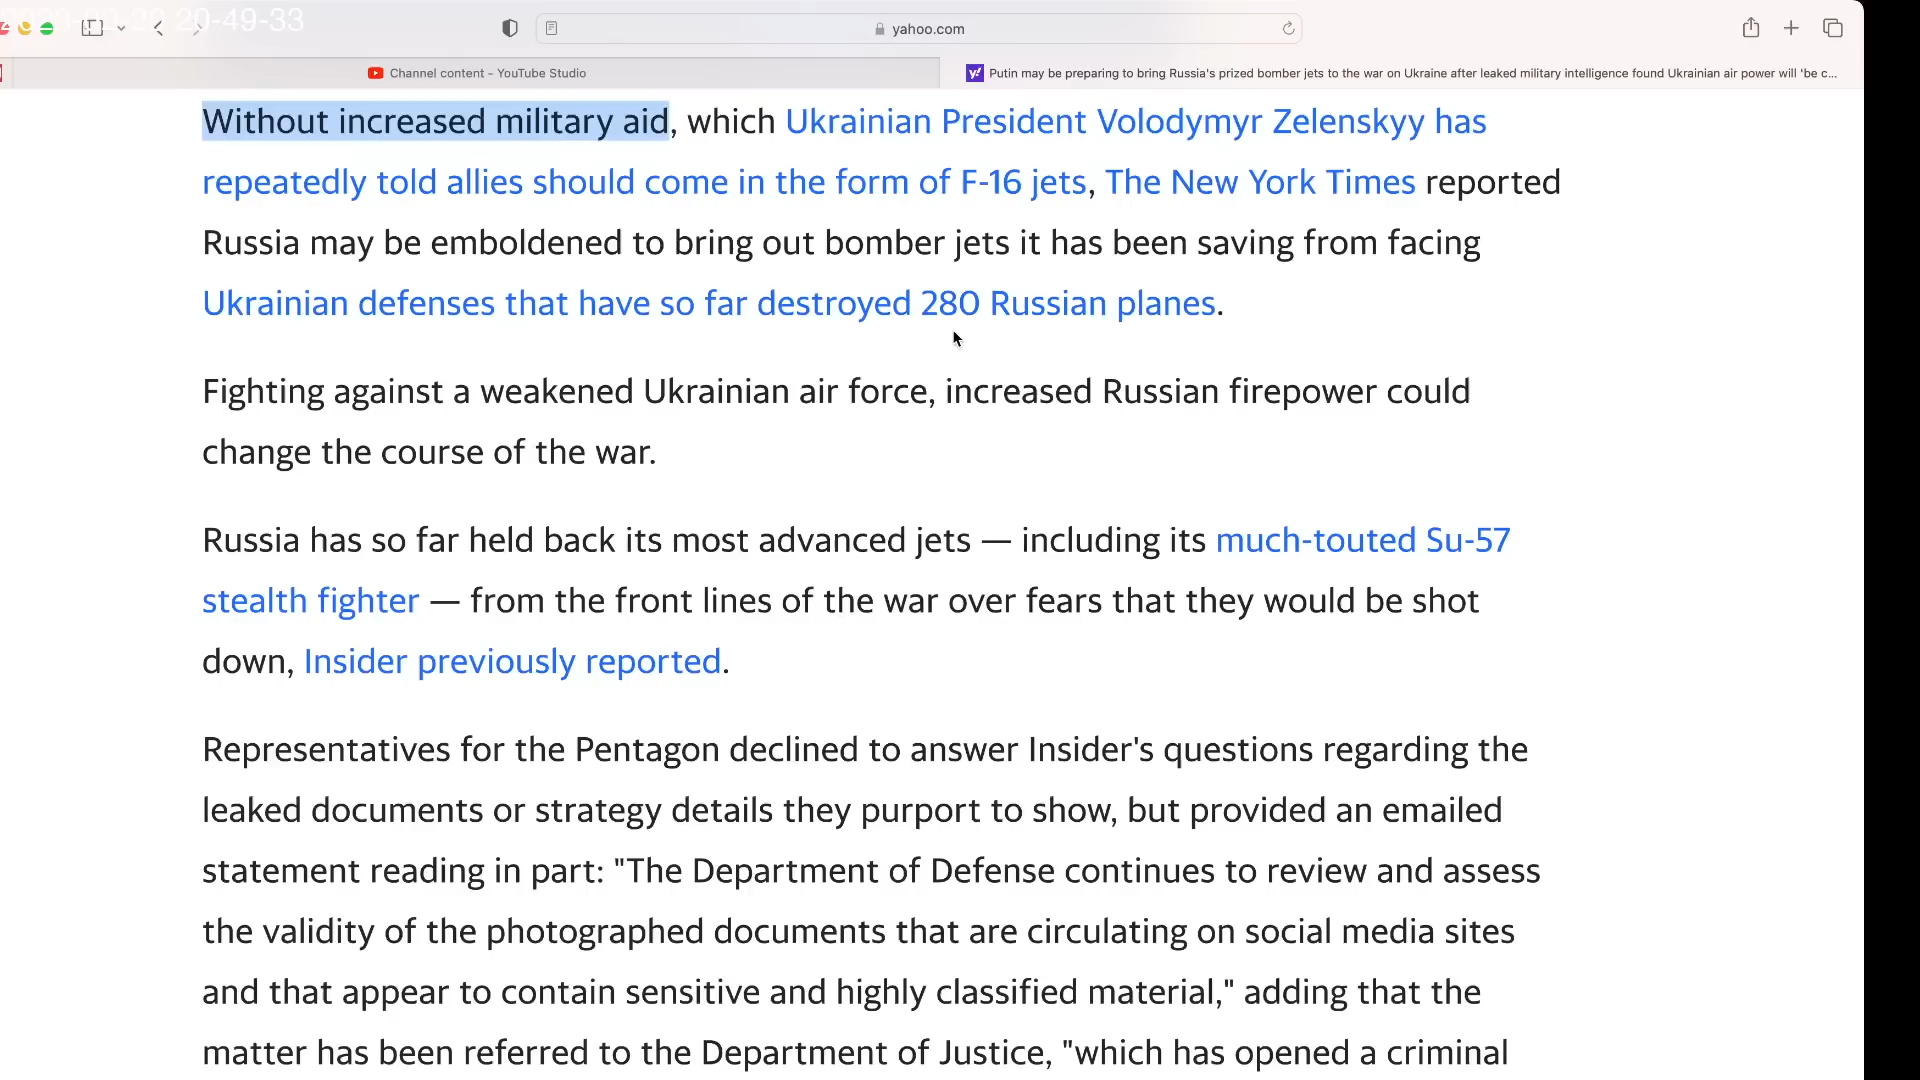 20-49-33
yahoo.com
Channel content - YouTube Studio
y! Putin may be preparing to bring Russia's prized bomber jets to the war on Ukraine after leaked military intelligence found Ukrainian air power will 'be c...
Without increased military aid, which Ukrainian President Volodymyr Zelenskyy has
repeatedly told allies should come in the form of F-16 jets, The New York Times reported
Russia may be emboldened to bring out bomber jets it has been saving from facing
Ukrainian defenses that have so far destroyed 280 Russian planes.
Fighting against a weakened Ukrainian air force, increased Russian firepower could
change the course of the war.
Russia has so far held back its most advanced jets — including its much-touted Su-57
stealth fighter — from the front lines of the war over fears that they would be shot
down, Insider previously reported.
Representatives for the Pentagon declined to answer Insider's questions regarding the
leaked documents or strategy details they purport to show, but provided an emailed
statement reading in part: "The Department of Defense continues to review and assess
the validity of the photographed documents that are circulating on social media sites
and that appear to contain sensitive and highly classified material," adding that the
matter has been referred to the Department of Justice, "which has opened a criminal